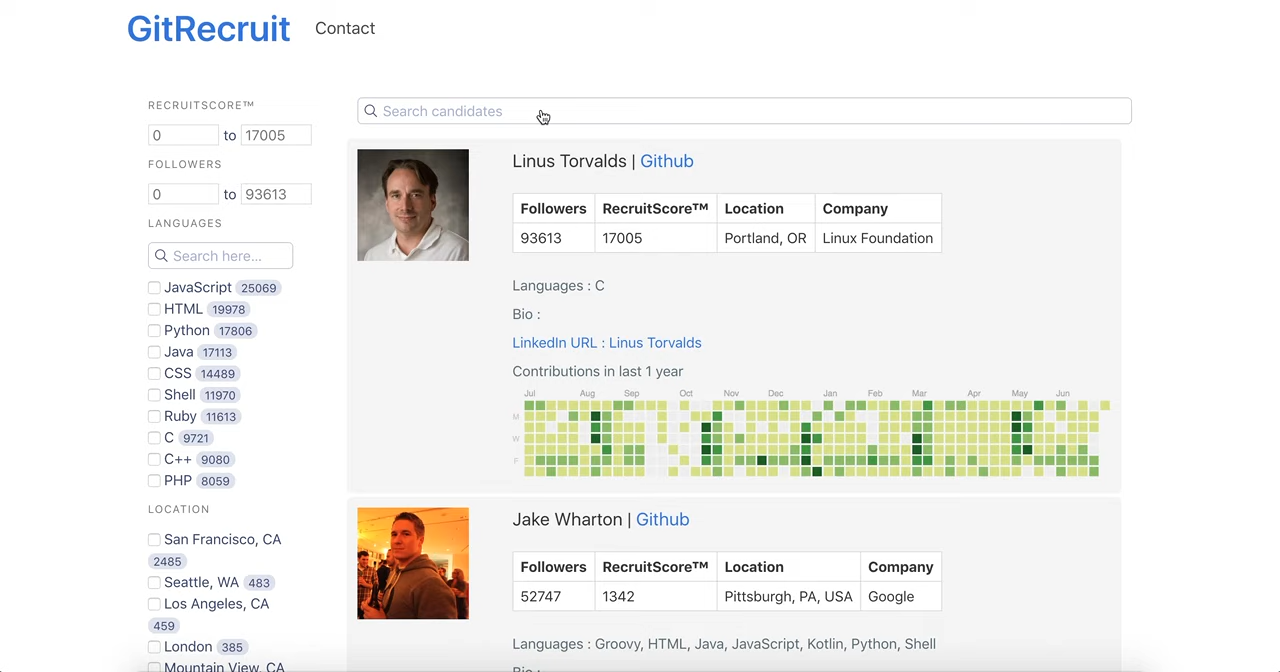 GitRecruit Contact
RECRUITSCORE™
0 to 17005
FOLLOWERS
0 to 93613
LANGUAGES
Search here...
JavaScript 25069
HTML 19978
Python 17806
Java 17113
CSS 14489
Shell 11970
Ruby 11613
C 9721
C++ 9080
PHP 8059
LOCATION
San Francisco, CA
2485
Seattle, WA 483
Los Angeles, CA
459
London 385
Mountain View, CA
Search candidates
Linus Torvalds | Github
Followers RecruitScore™ Location Company
93613 17005 Portland, OR Linux Foundation
Languages : C
Bio :
LinkedIn URL : Linus Torvalds
Contributions in last 1 year
Jul Aug Sep Oct Nov Dec Jan Feb Mar Apr May Jun
M
W
F
Jake Wharton | Github
Followers RecruitScore™ Location Company
52747 1342 Pittsburgh, PA, USA Google
Languages : Groovy, HTML, Java, JavaScript, Kotlin, Python, Shell
Bio :